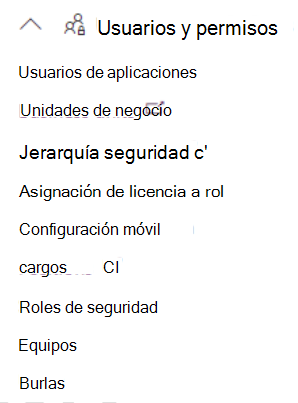 Usuarios y permisos
Usuarios de aplicaciones
Unidades de negocio
Jerarquía seguridad c'
Asignación de licencia a rol
Configuración móvil
cargos CI
Roles de seguridad
Equipos
Burlas